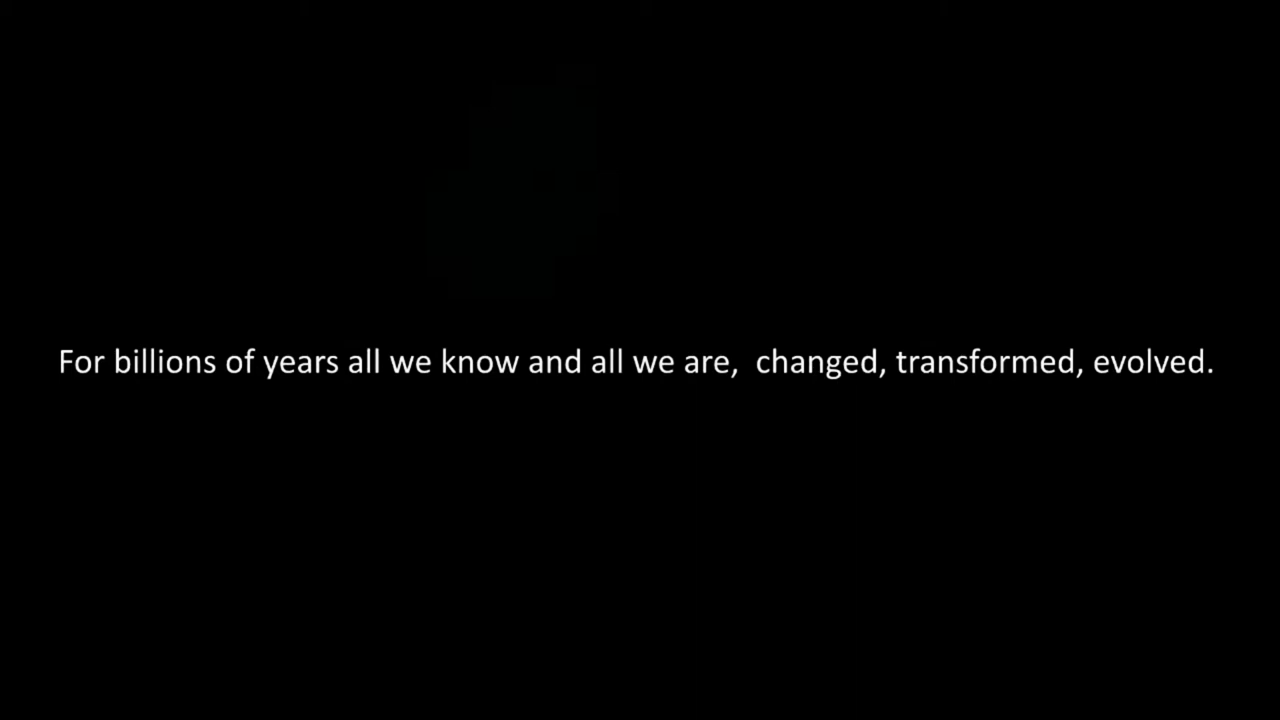 For billions of years all we know and all we are,  changed, transformed, evolved.